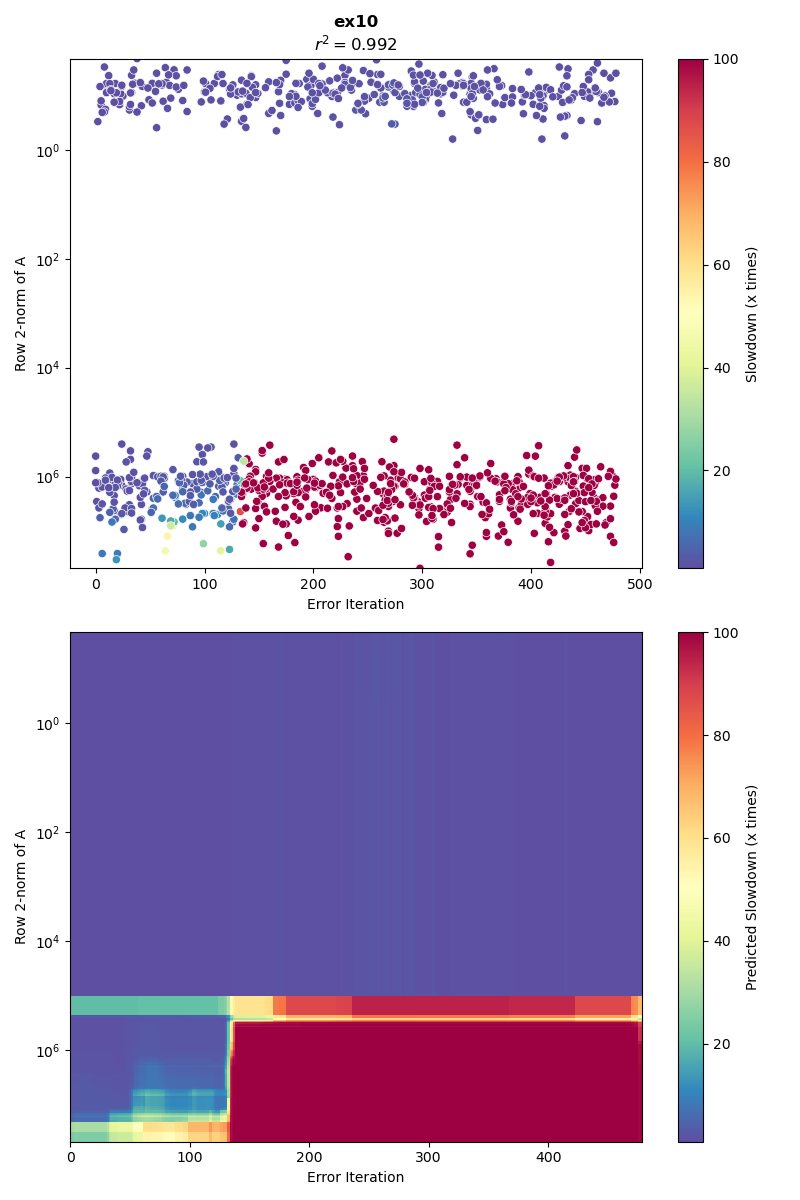 ex10
r² = 0.992
Row 2-norm of A
10⁰
10²
10⁴
10⁶
0 100 200 300 400 500
Error Iteration
100
80
60
40
20
Slowdown (x times)
Row 2-norm of A
10⁰
10²
10⁴
10⁶
0 100 200 300 400
Error Iteration
100
80
60
40
20
Predicted Slowdown (x times)